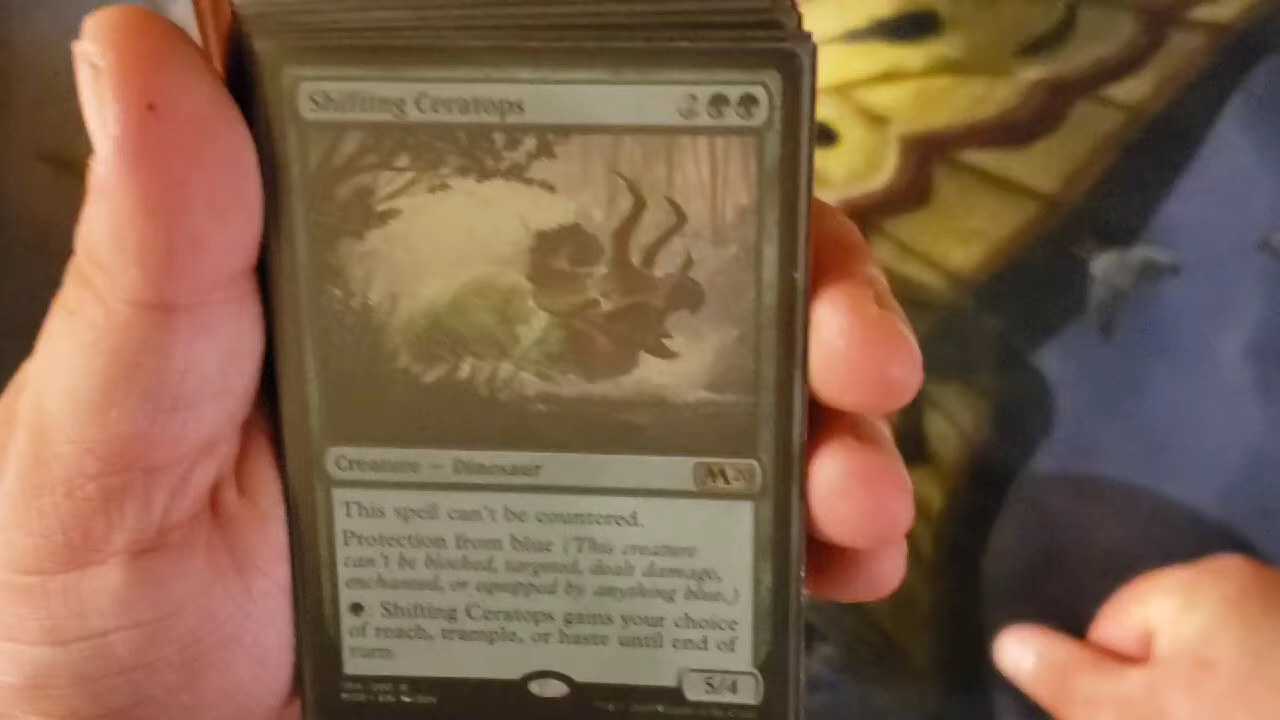 Shifting Ceratops 2
Creature — Dinosaur M20
This spell can't be countered.
Protection from blue (This creature
can't be blocked, targeted, dealt damage,
enchanted, or equipped by anything blue.)
: Shifting Ceratops gains your choice
of reach, trample, or haste until end of
turn.
5/4